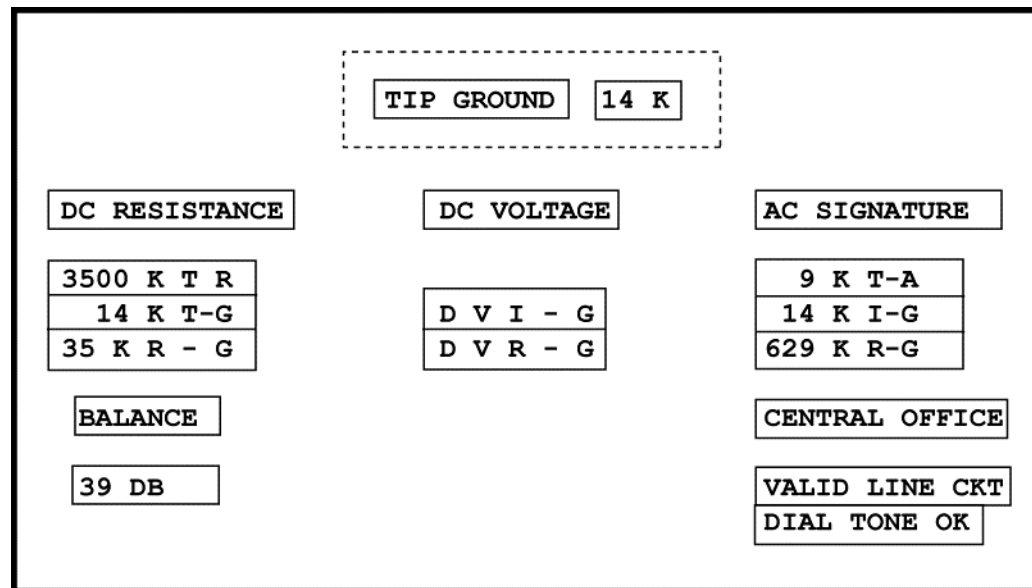 TIP GROUND 14 K
DC RESISTANCE
3500 K T R
14 K T-G
35 K R - G
BALANCE
39 DB
DC VOLTAGE
D V I - G
D V R - G
AC SIGNATURE
9 K T-A
14 K I-G
629 K R-G
CENTRAL OFFICE
VALID LINE CKT
DIAL TONE OK